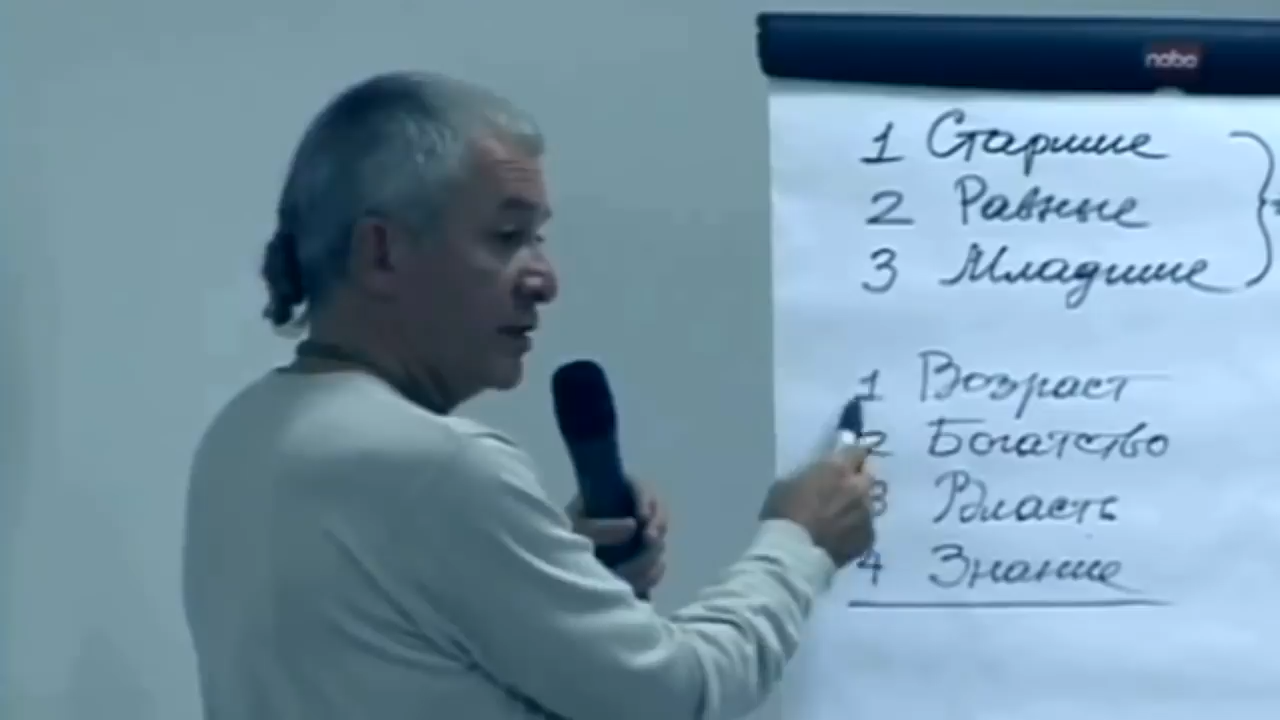 nobo
1 Старшие
2 Равные
3 Младшие
1 Возраст
2 Богатство
3 Власть
4 Знание